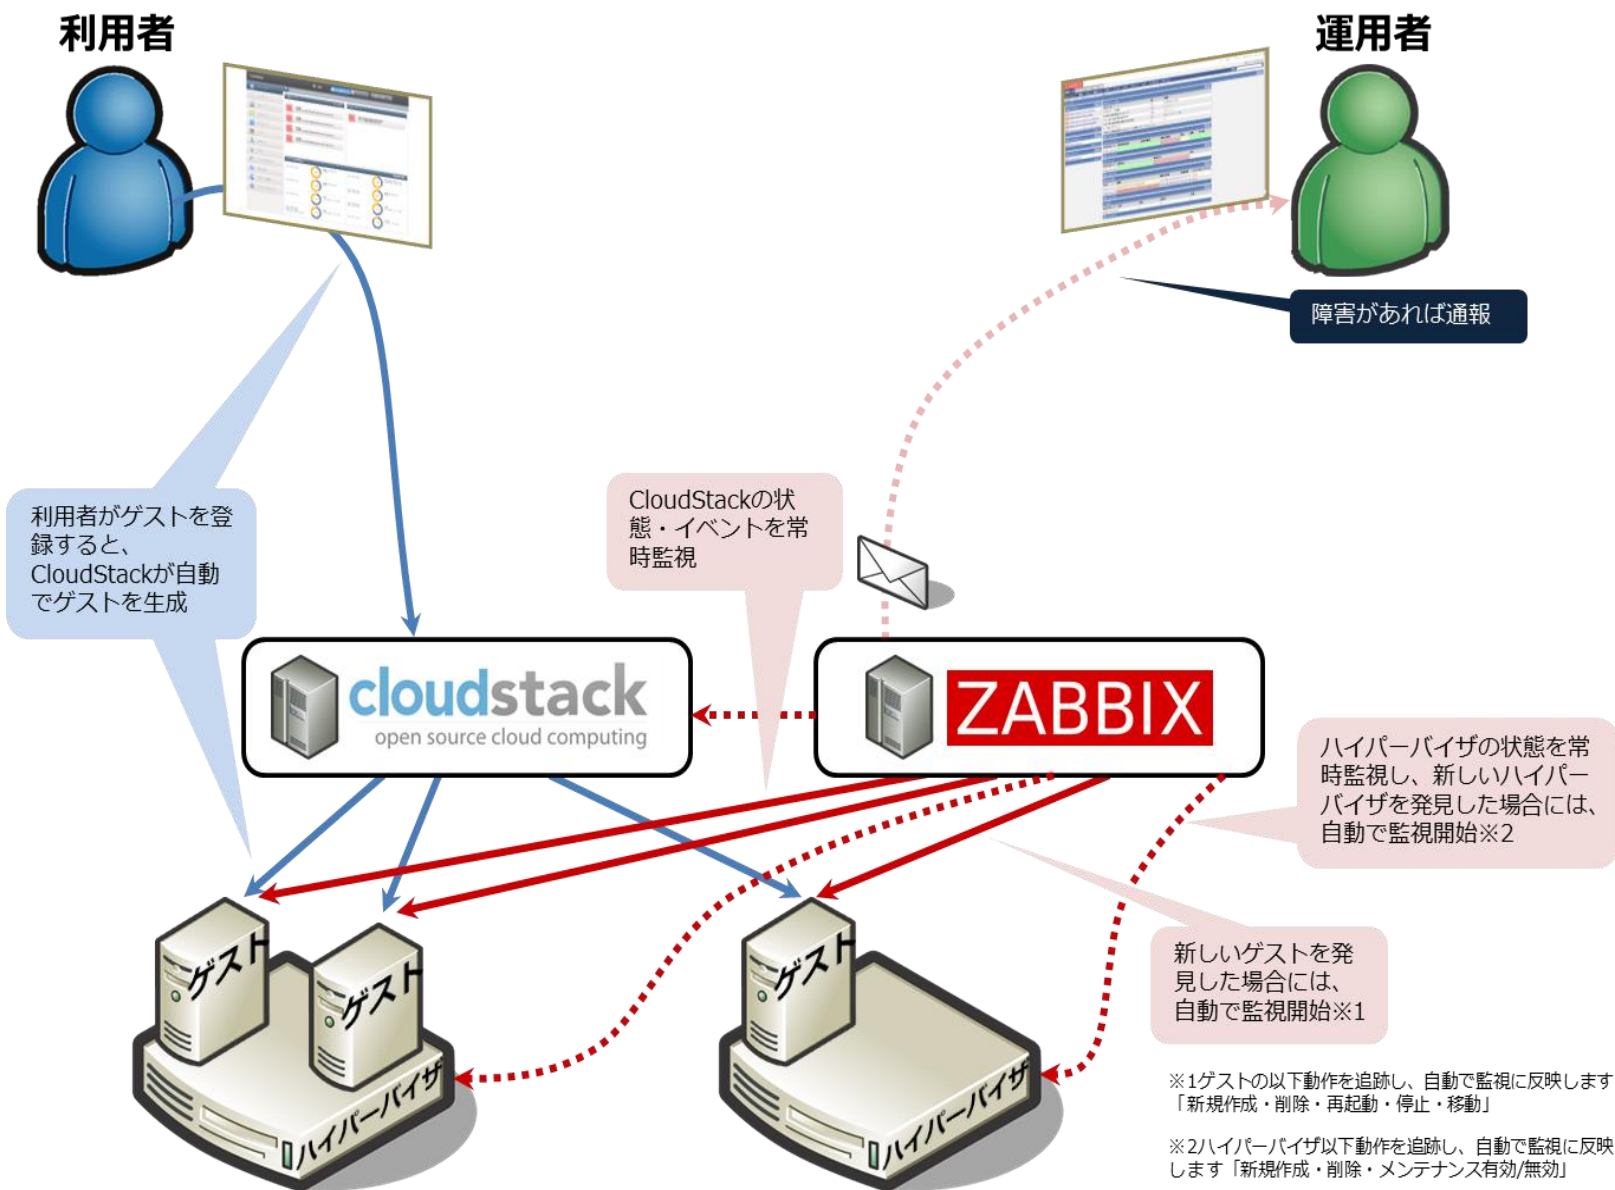 利用者
運用者
障害があれば通報
CloudStackの状
態・イベントを常
時監視
利用者がゲストを登
録すると、
CloudStackが自動
でゲストを生成
cloudstack
open source cloud computing
ZABBIX
ハイパーバイザの状態を常
時監視し、新しいハイパー
バイザを発見した場合には、
自動で監視開始※2
新しいゲストを発
見した場合には、
自動で監視開始※1
ゲスト
ゲスト
ハイパーバイザ
ゲスト
ハイパーバイザ
※1ゲストの以下動作を追跡し、自動で監視に反映します
「新規作成・削除・再起動・停止・移動」
※2ハイパーバイザ以下動作を追跡し、自動で監視に反映
します「新規作成・削除・メンテナンス有効/無効」